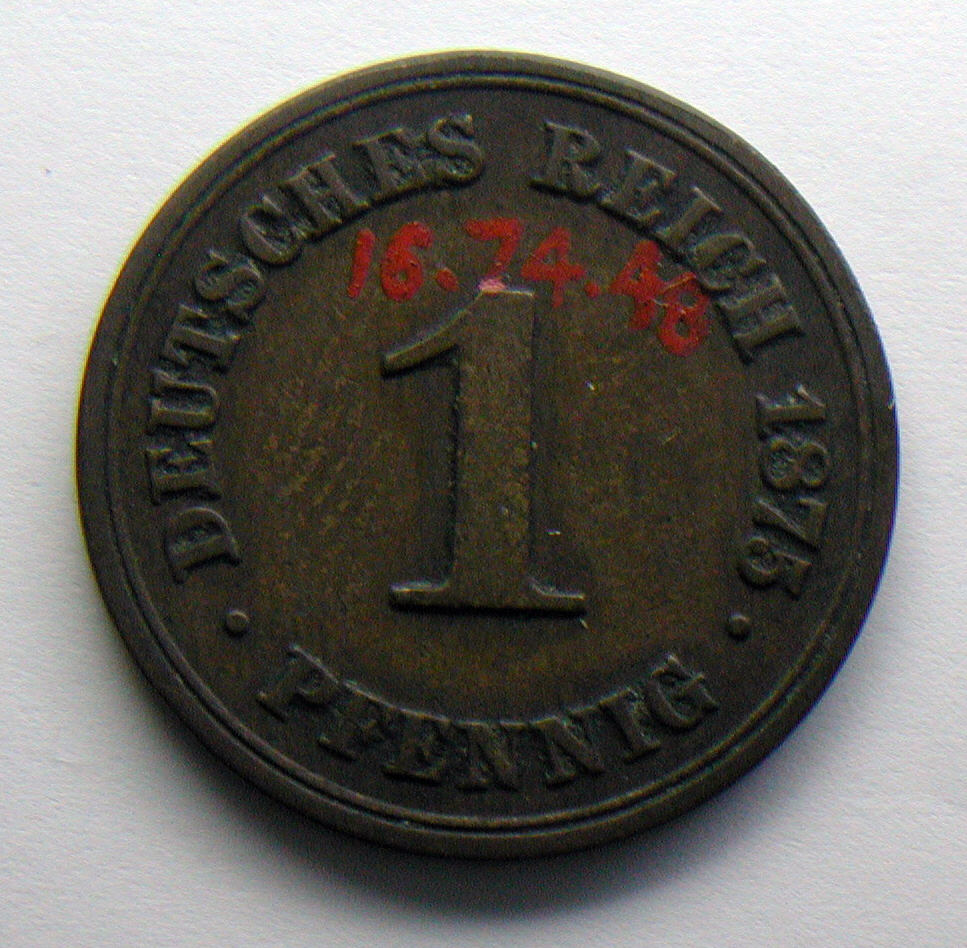 DEUTSCHES REICH 1875
16.74.48
1
· PFENNIG ·